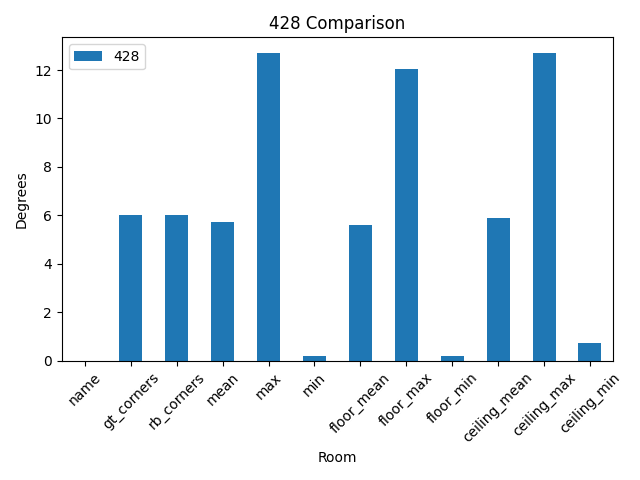 428 Comparison
428
Degrees
12
10
8
6
4
2
0
name
gt_corners
rb_corners
mean
max
min
floor_mean
floor_max
floor_min
ceiling_mean
ceiling_max
ceiling_min
Room